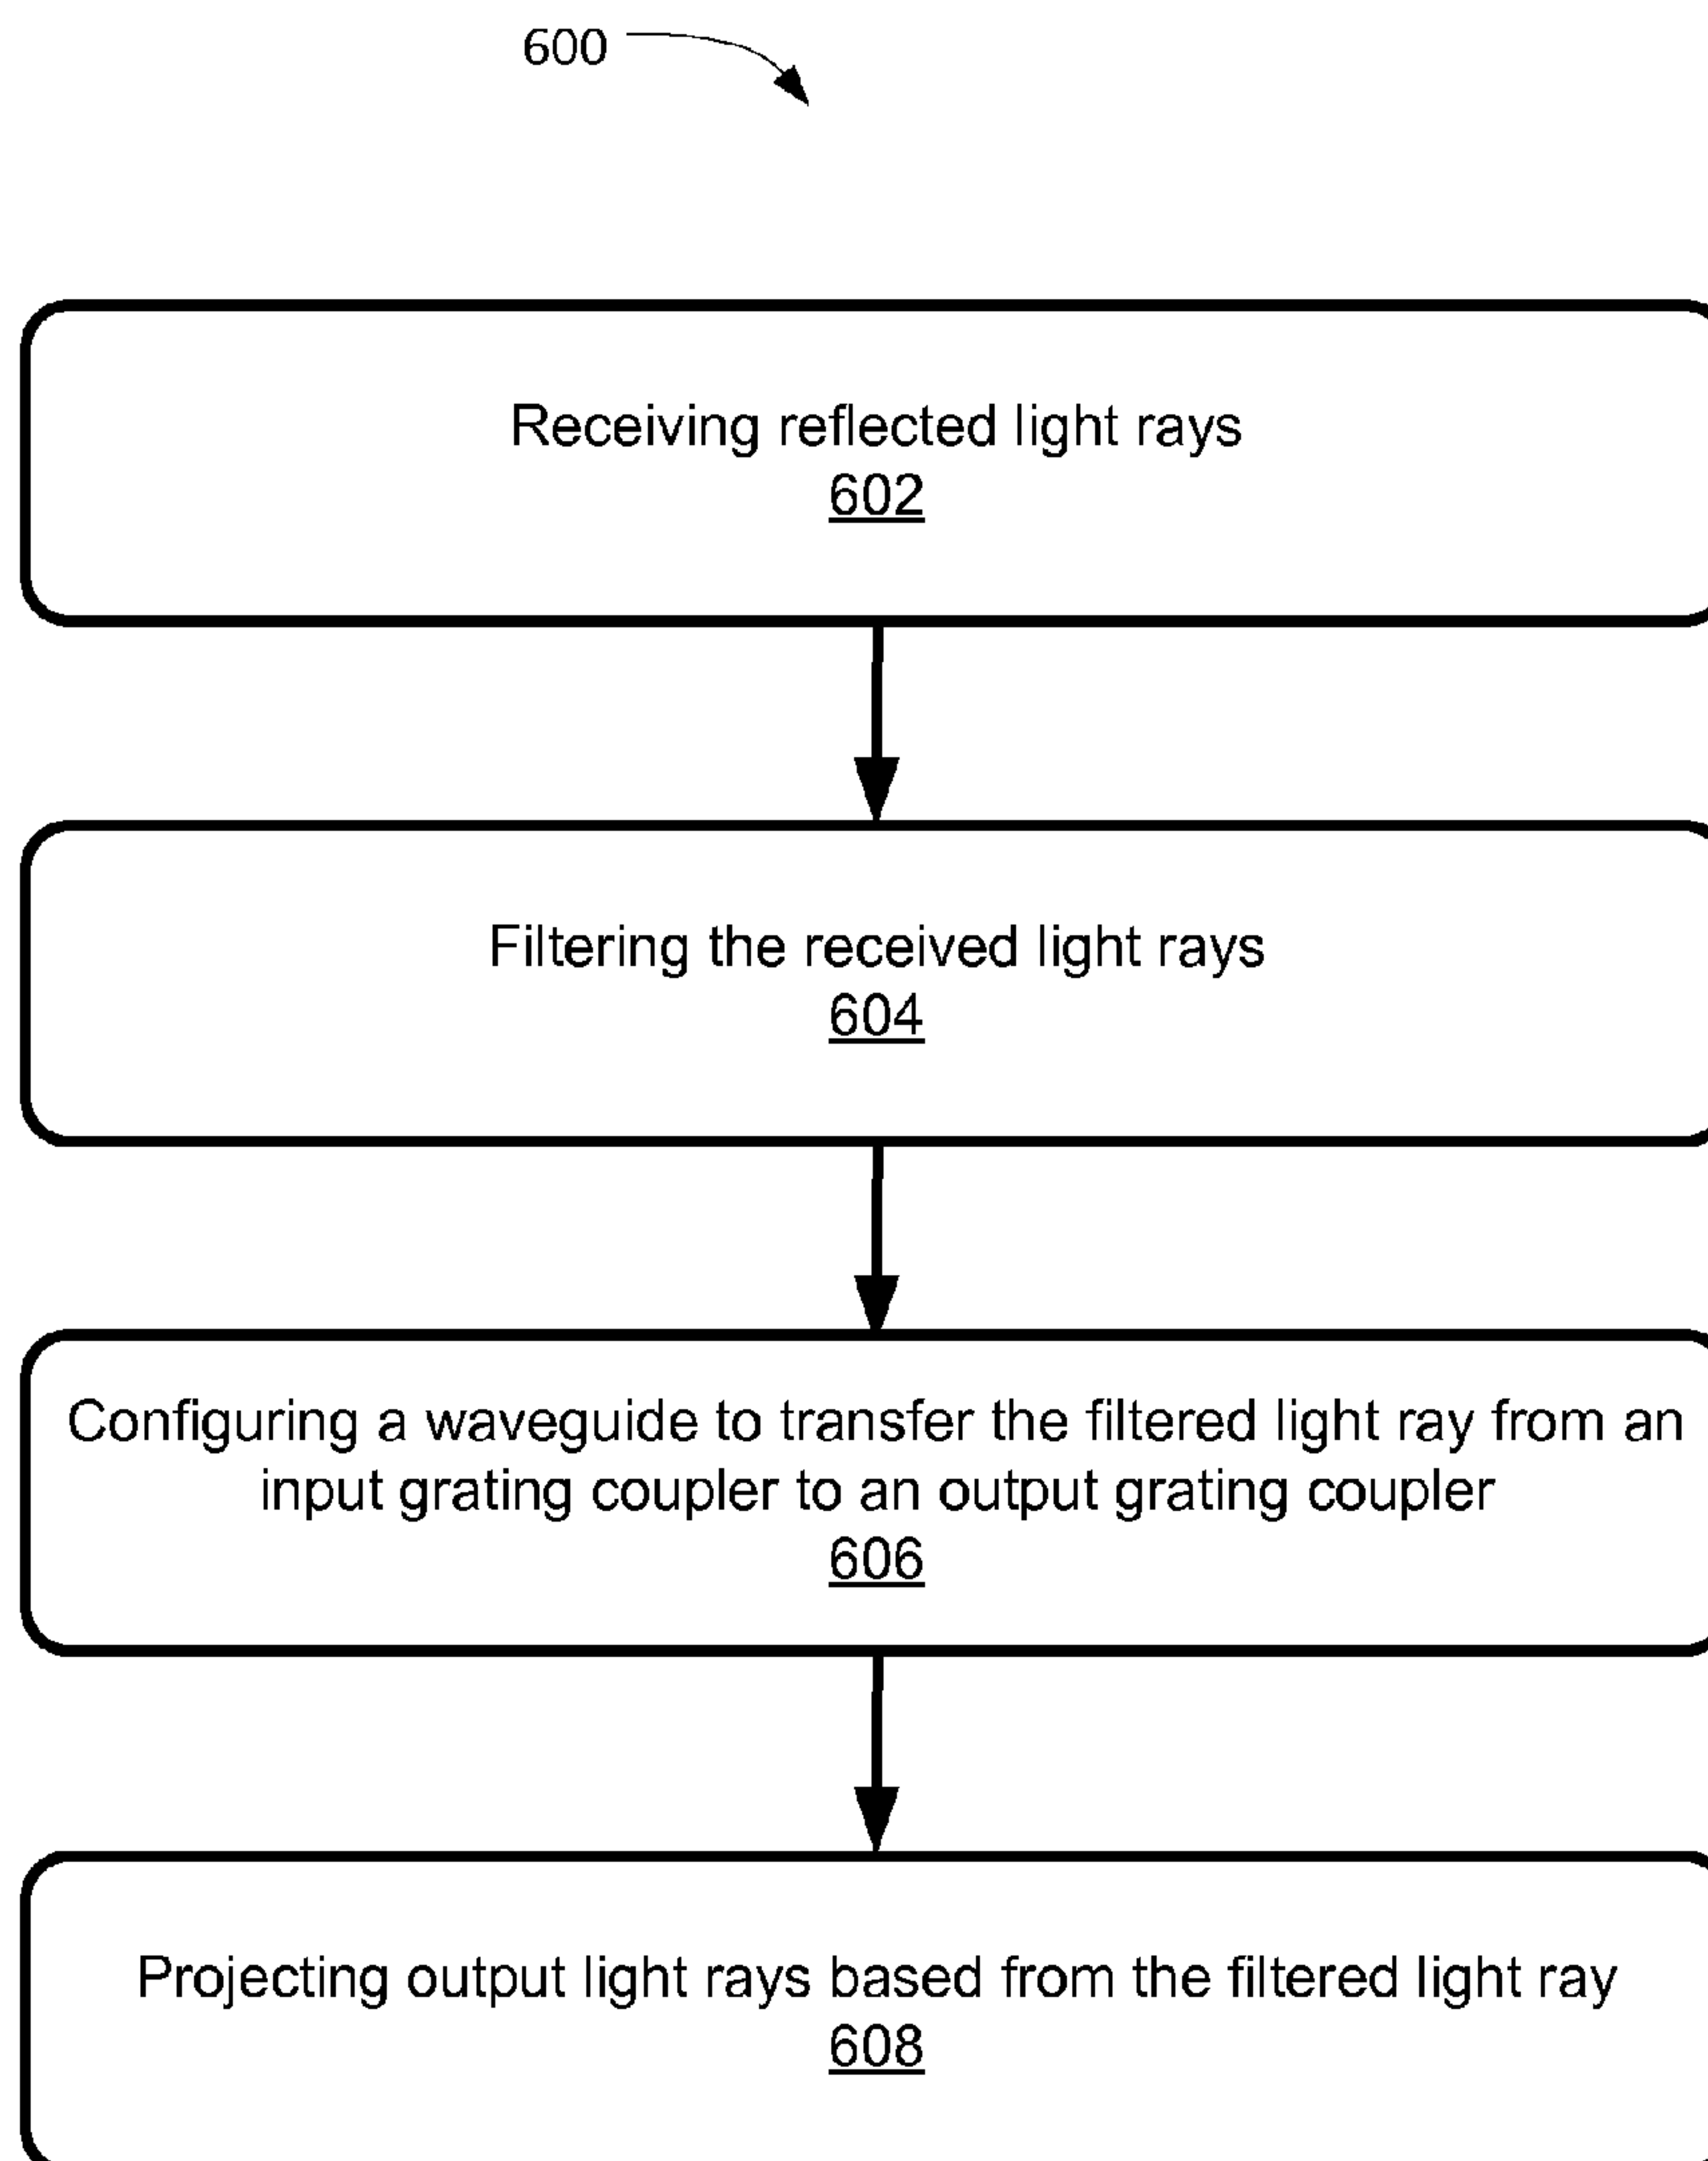 600
Receiving reflected light rays
602
Filtering the received light rays
604
Configuring a waveguide to transfer the filtered light ray from an
input grating coupler to an output grating coupler
606
Projecting output light rays based from the filtered light ray
608